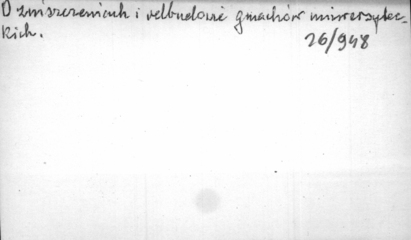 O zniszczeniach i odbudowie gmachów uniwersytec-
kich.
26/948